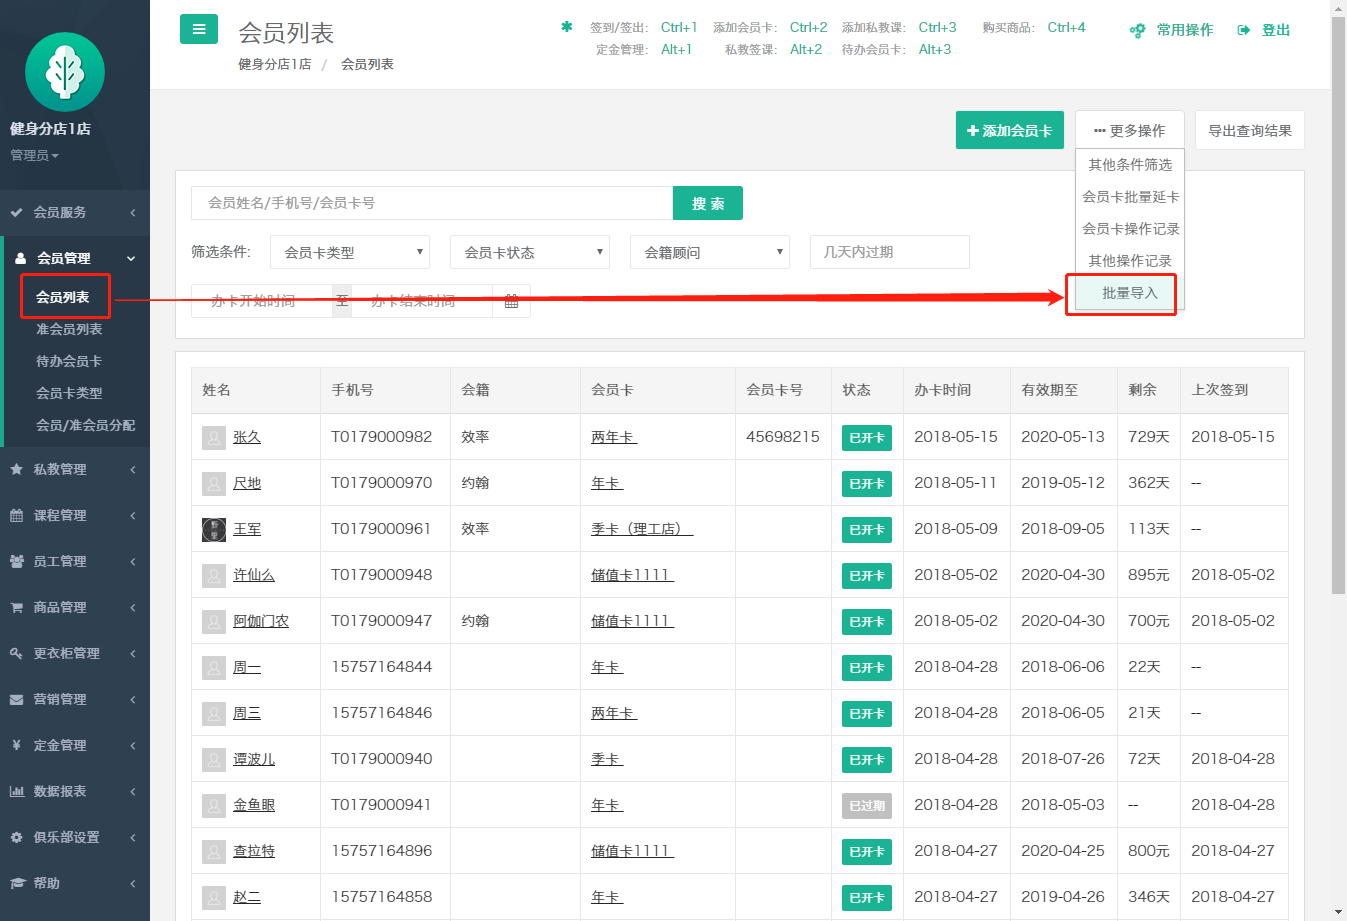 健身分店1店
管理员
会员服务
会员管理
会员列表
准会员列表
待办会员卡
会员卡类型
会员/准会员分配
私教管理
课程管理
员工管理
商品管理
更衣柜管理
营销管理
定金管理
数据报表
俱乐部设置
帮助
会员列表
健身分店1店 / 会员列表
签到/签出: Ctrl+1 添加会员卡: Ctrl+2 添加私教课: Ctrl+3 购买商品: Ctrl+4
定金管理: Alt+1 私教签课: Alt+2 待办会员卡: Alt+3
常用操作 登出
添加会员卡 更多操作 导出查询结果
其他条件筛选
会员卡批量延卡
会员卡操作记录
其他操作记录
批量导入
会员姓名/手机号/会员卡号 搜 索
筛选条件: 会员卡类型 会员卡状态 会籍顾问 几天内过期
办卡开始时间 至 办卡结束时间
姓名 手机号 会籍 会员卡 会员卡号 状态 办卡时间 有效期至 剩余 上次签到
张久 T0179000982 效率 两年卡 45698215 已开卡 2018-05-15 2020-05-13 729天 2018-05-15
尺地 T0179000970 约翰 年卡 已开卡 2018-05-11 2019-05-12 362天 --
王军 T0179000961 效率 季卡（理工店） 已开卡 2018-05-09 2018-09-05 113天 --
许仙么 T0179000948 储值卡1111 已开卡 2018-05-02 2020-04-30 895元 2018-05-02
阿伽门农 T0179000947 约翰 储值卡1111 已开卡 2018-05-02 2020-04-30 700元 2018-05-02
周一 15757164844 年卡 已开卡 2018-04-28 2018-06-06 22天 --
周三 15757164846 两年卡 已开卡 2018-04-28 2018-06-05 21天 --
谭波儿 T0179000940 季卡 已开卡 2018-04-28 2018-07-26 72天 2018-04-28
金鱼眼 T0179000941 年卡 已过期 2018-04-28 2018-05-03 -- 2018-04-28
查拉特 15757164896 储值卡1111 已开卡 2018-04-27 2020-04-25 800元 2018-04-27
赵二 15757164858 年卡 已开卡 2018-04-27 2019-04-26 346天 2018-04-27